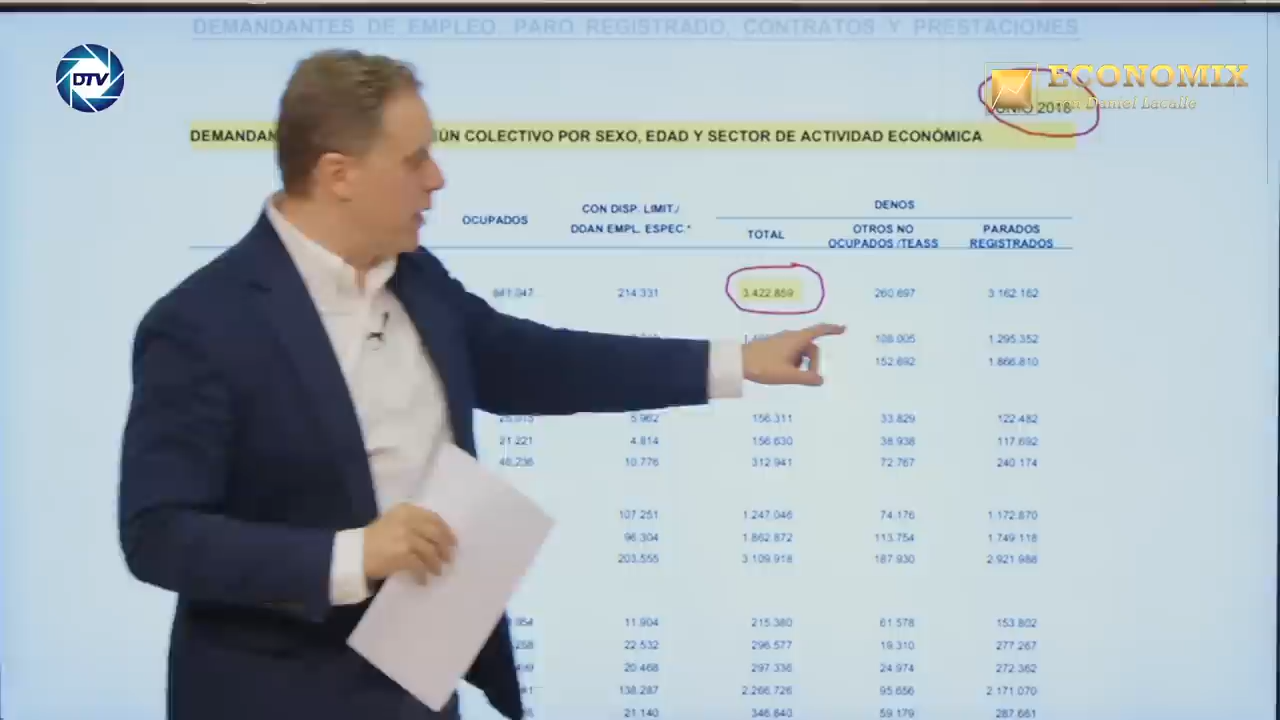 DEMANDANTES DE EMPLEO, PARO REGISTRADO, CONTRATOS Y PRESTACIONES
DTV
ECONOMIX
Daniel Lacalle
JUNIO 2018
COLECTIVO POR SEXO, EDAD Y SECTOR DE ACTIVIDAD ECONÓMICA
DENOS
OCUPADOS CON DISP. LIMIT./ TOTAL OTROS NO PARADOS
DDAN EMPL. ESPEC.* OCUPADOS /TEASS REGISTRADOS
214.331 3.422.859 260.697 3.162.162
108.005 1.295.352
152.692 1.866.810
5.962 156.311 33.829 122.482
21.221 4.814 156.630 38.938 117.692
46.236 10.776 312.941 72.767 240.174
107.251 1.247.046 74.176 1.172.870
96.304 1.862.872 113.754 1.749.118
203.555 3.109.918 187.930 2.921.988
11.904 215.380 61.578 153.802
22.532 296.577 19.310 277.267
20.468 297.336 24.974 272.362
138.287 2.266.726 95.656 2.171.070
21.140 346.840 59.179 287.661